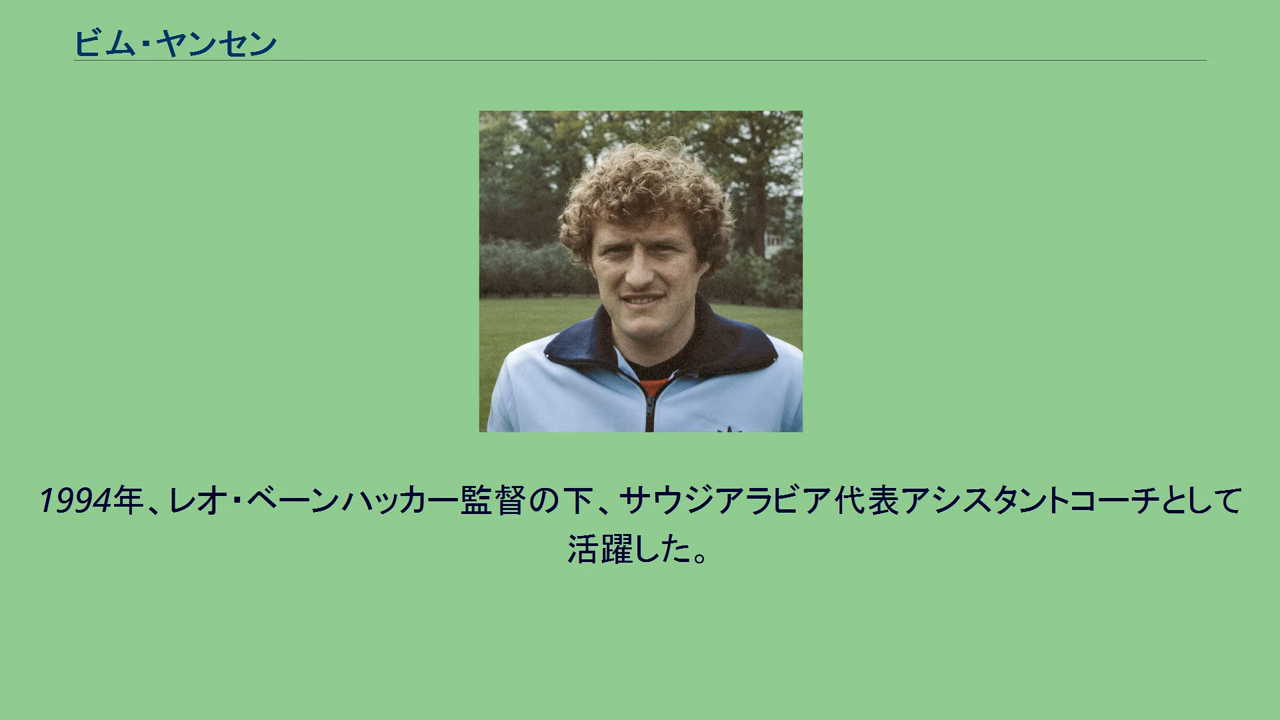 ビム・ヤンセン
1994年、レオ・ベーンハッカー監督の下、サウジアラビア代表アシスタントコーチとして
活躍した。